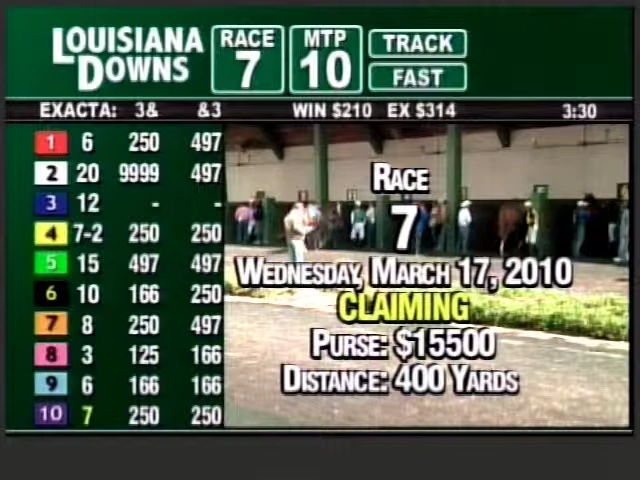 LOUISIANA DOWNS
RACE 7
MTP 10
TRACK FAST
EXACTA: 3& &3 WIN $210 EX $314 3:30
1 6 250 497
2 20 9999 497
3 12 - -
4 7-2 250 250
5 15 497 497
6 10 166 250
7 8 250 497
8 3 125 166
9 6 166 166
10 7 250 250
RACE
7
WEDNESDAY, MARCH 17, 2010
CLAIMING
PURSE: $15500
DISTANCE: 400 YARDS